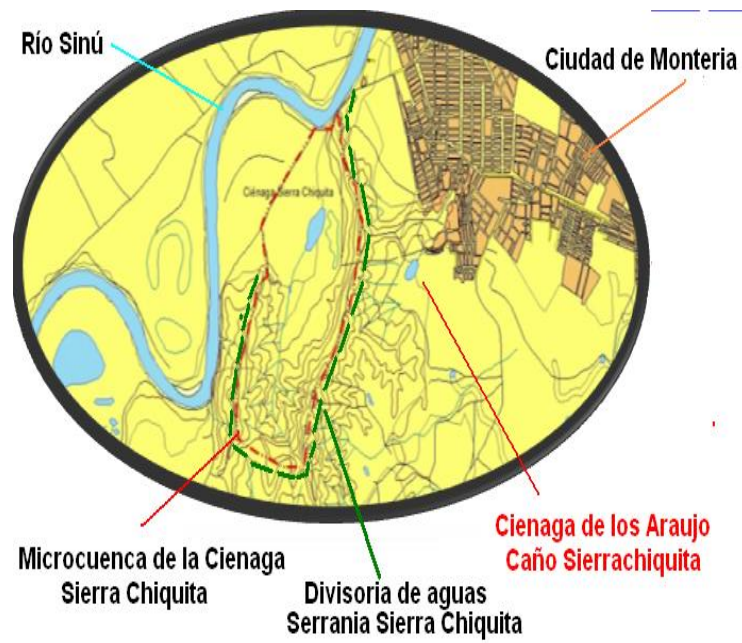 Río Sinú
Ciudad de Monteria
Ciénaga Sierra Chiquita
Cienaga de los Araujo
Caño Sierrachiquita
Microcuenca de la Cienaga
Sierra Chiquita
Divisoria de aguas
Serrania Sierra Chiquita